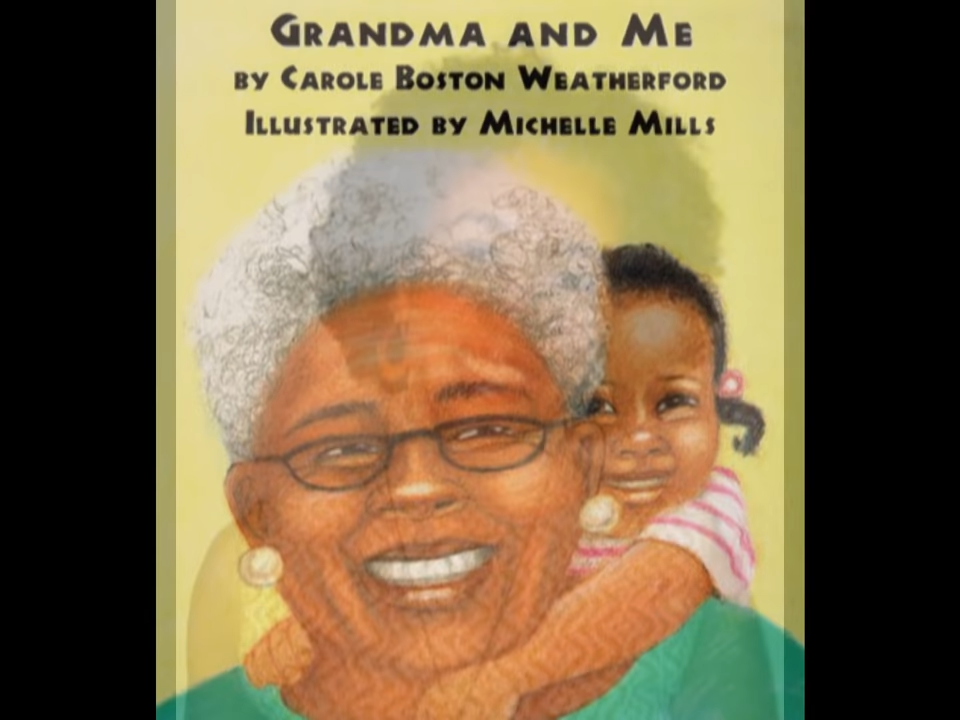 GRANDMA AND ME
BY CAROLE BOSTON WEATHERFORD
ILLUSTRATED BY MICHELLE MILLS